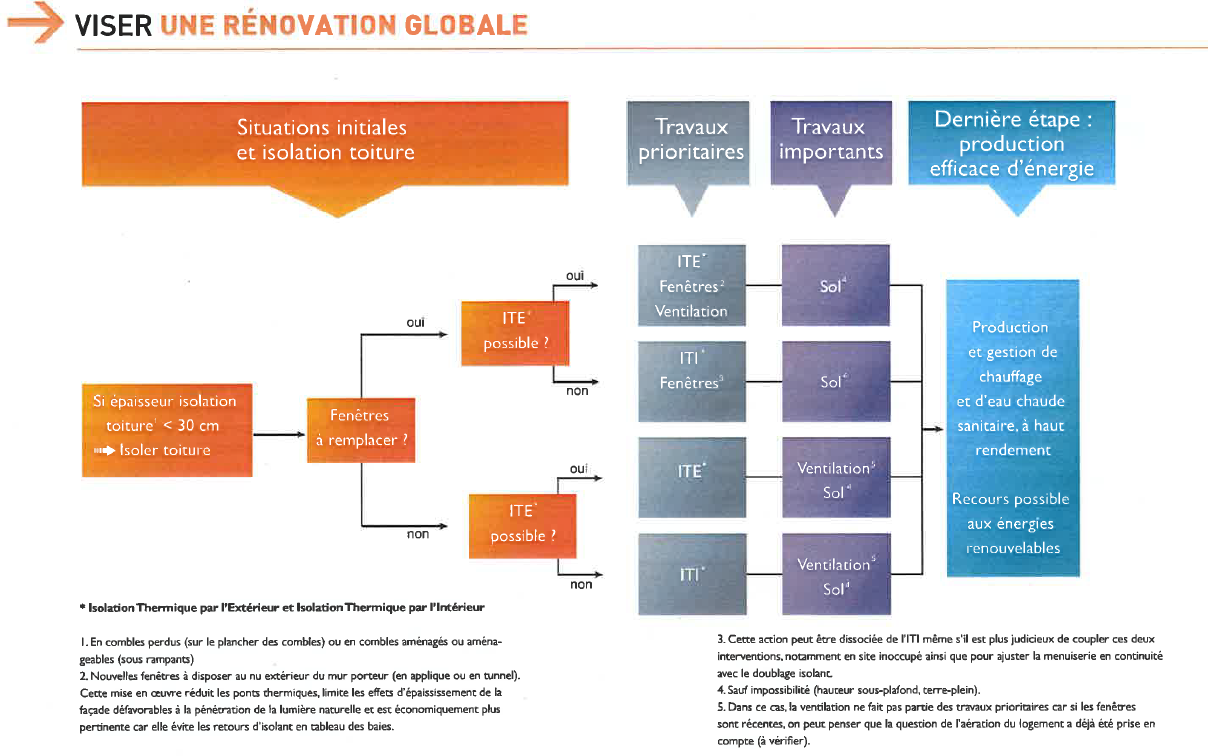 VISER UNE RÉNOVATION GLOBALE
Situations initiales
et isolation toiture
Travaux
prioritaires
Travaux
importants
Dernière étape :
production
efficace d'énergie
Si épaisseur isolation
toiture¹ < 30 cm
➠ Isoler toiture
Fenêtres
à remplacer ?
oui
non
ITE*
possible ?
oui
non
ITE*
possible ?
oui
non
ITE*
Fenêtres²
Ventilation
Sol⁴
ITI*
Fenêtres³
Sol⁴
ITE*
Ventilation⁵
Sol⁴
ITI*
Ventilation⁵
Sol⁴
Production
et gestion de
chauffage
et d'eau chaude
sanitaire, à haut
rendement
Recours possible
aux énergies
renouvelables
* Isolation Thermique par l'Extérieur et Isolation Thermique par l'Intérieur
1. En combles perdus (sur le plancher des combles) ou en combles aménagés ou aména-
geables (sous rampants)
2. Nouvelles fenêtres à disposer au nu extérieur du mur porteur (en applique ou en tunnel).
Cette mise en œuvre réduit les ponts thermiques, limite les effets d'épaississement de la
façade défavorables à la pénétration de la lumière naturelle et est économiquement plus
pertinente car elle évite les retours d'isolant en tableau des baies.
3. Cette action peut être dissociée de l'ITI même s'il est plus judicieux de coupler ces deux
interventions, notamment en site inoccupé ainsi que pour ajuster la menuiserie en continuité
avec le doublage isolant.
4. Sauf impossibilité (hauteur sous-plafond, terre-plein).
5. Dans ce cas, la ventilation ne fait pas partie des travaux prioritaires car si les fenêtres
sont récentes, on peut penser que la question de l'aération du logement a déjà été prise en
compte (à vérifier).